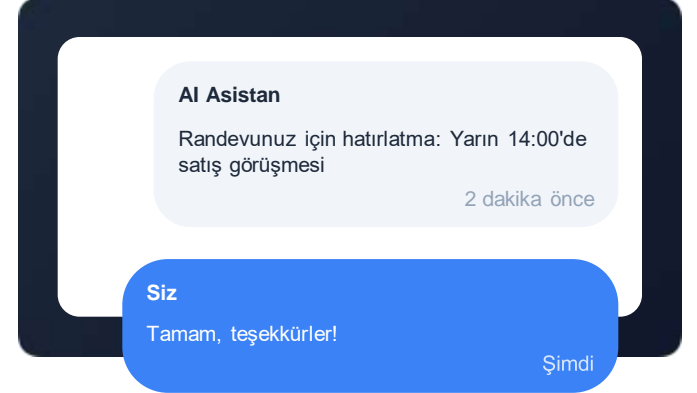 AI Asistan
Randevunuz için hatırlatma: Yarın 14:00'de
satış görüşmesi
2 dakika önce
Siz
Tamam, teşekkürler!
Şimdi